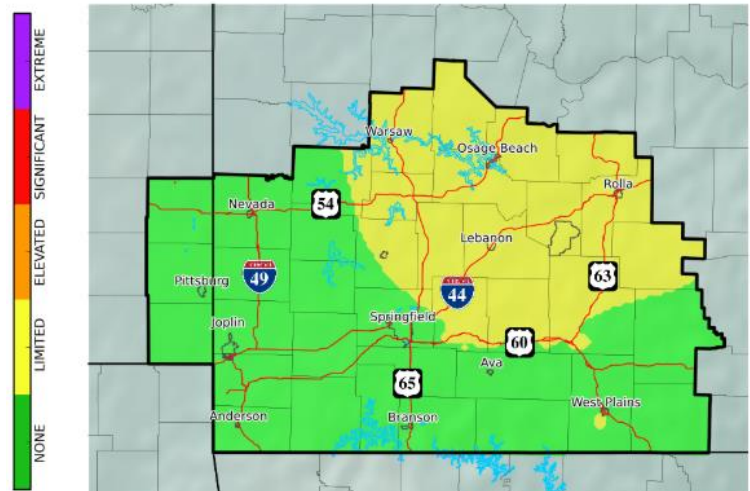 EXTREME
SIGNIFICANT
ELEVATED
LIMITED
NONE
Warsaw
Osage Beach
Rolla
Nevada
54
Lebanon
Pittsburg
49
44
63
Joplin
Springfield
60
Ava
65
Anderson
Branson
West Plains